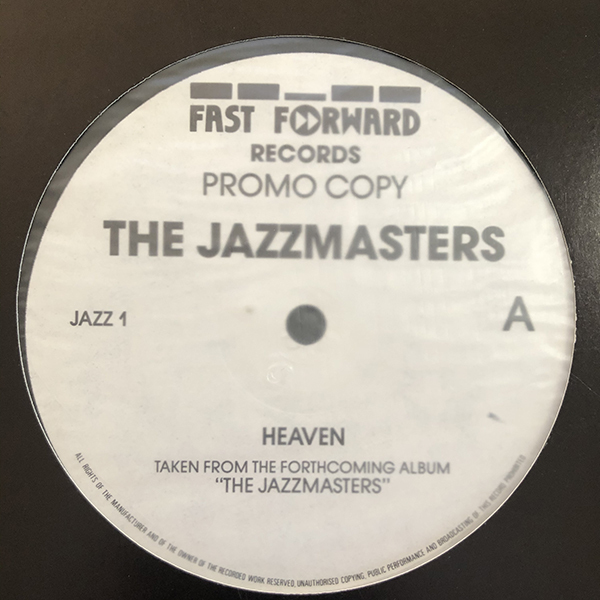 FAST FORWARD
RECORDS
PROMO COPY
THE JAZZMASTERS
JAZZ 1
A
HEAVEN
TAKEN FROM THE FORTHCOMING ALBUM
"THE JAZZMASTERS"
ALL RIGHTS OF THE MANUFACTURER AND OF THE OWNER OF THE RECORDED WORK RESERVED, UNAUTHORISED COPYING, PUBLIC PERFORMANCE AND BROADCASTING OF THIS RECORD PROHIBITED